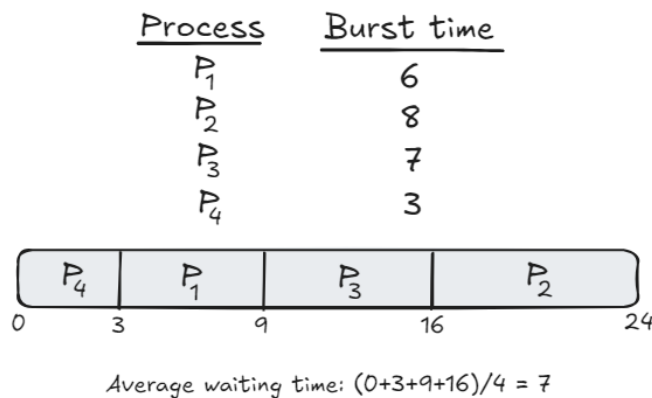 Process Burst time
P1 6
P2 8
P3 7
P4 3
P4 P1 P3 P2
0 3 9 16 24
Average waiting time: (0+3+9+16)/4 = 7